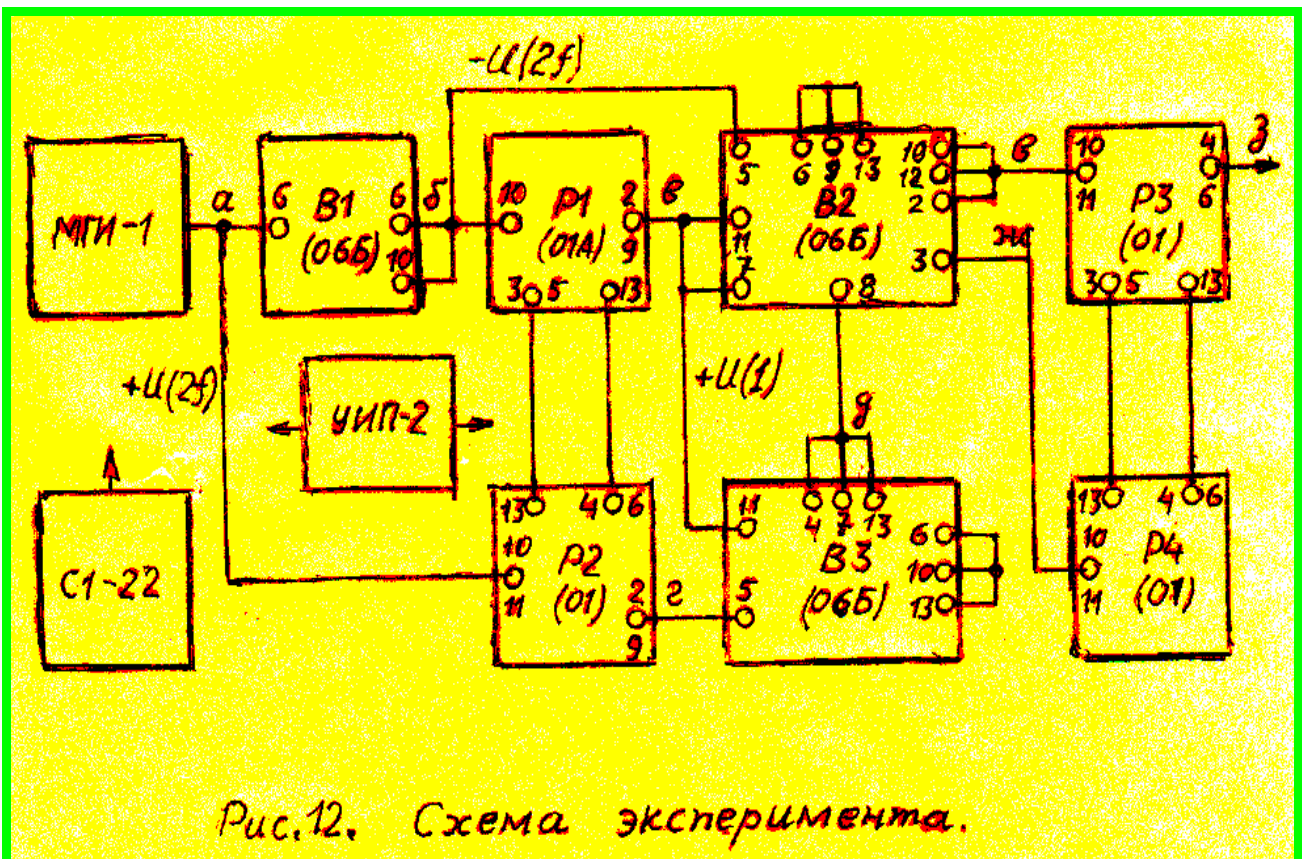 -U(2f)
МГИ-1
а
6
В1
(06Б)
6
10
б
10
Р1
(01А)
2
9
3
5
13
в
5
6
9
13
11
7
В2
(06Б)
8
10
12
2
3
е
ж
10
11
Р3
(01)
4
6
3
5
13
з
+U(2f)
УИП-2
+U(1)
д
С1-22
13
4
6
10
11
Р2
(01)
2
9
г
11
5
4
7
13
В3
(06Б)
6
10
13
13
4
6
10
11
Р4
(01)
Рис.12. Схема эксперимента.